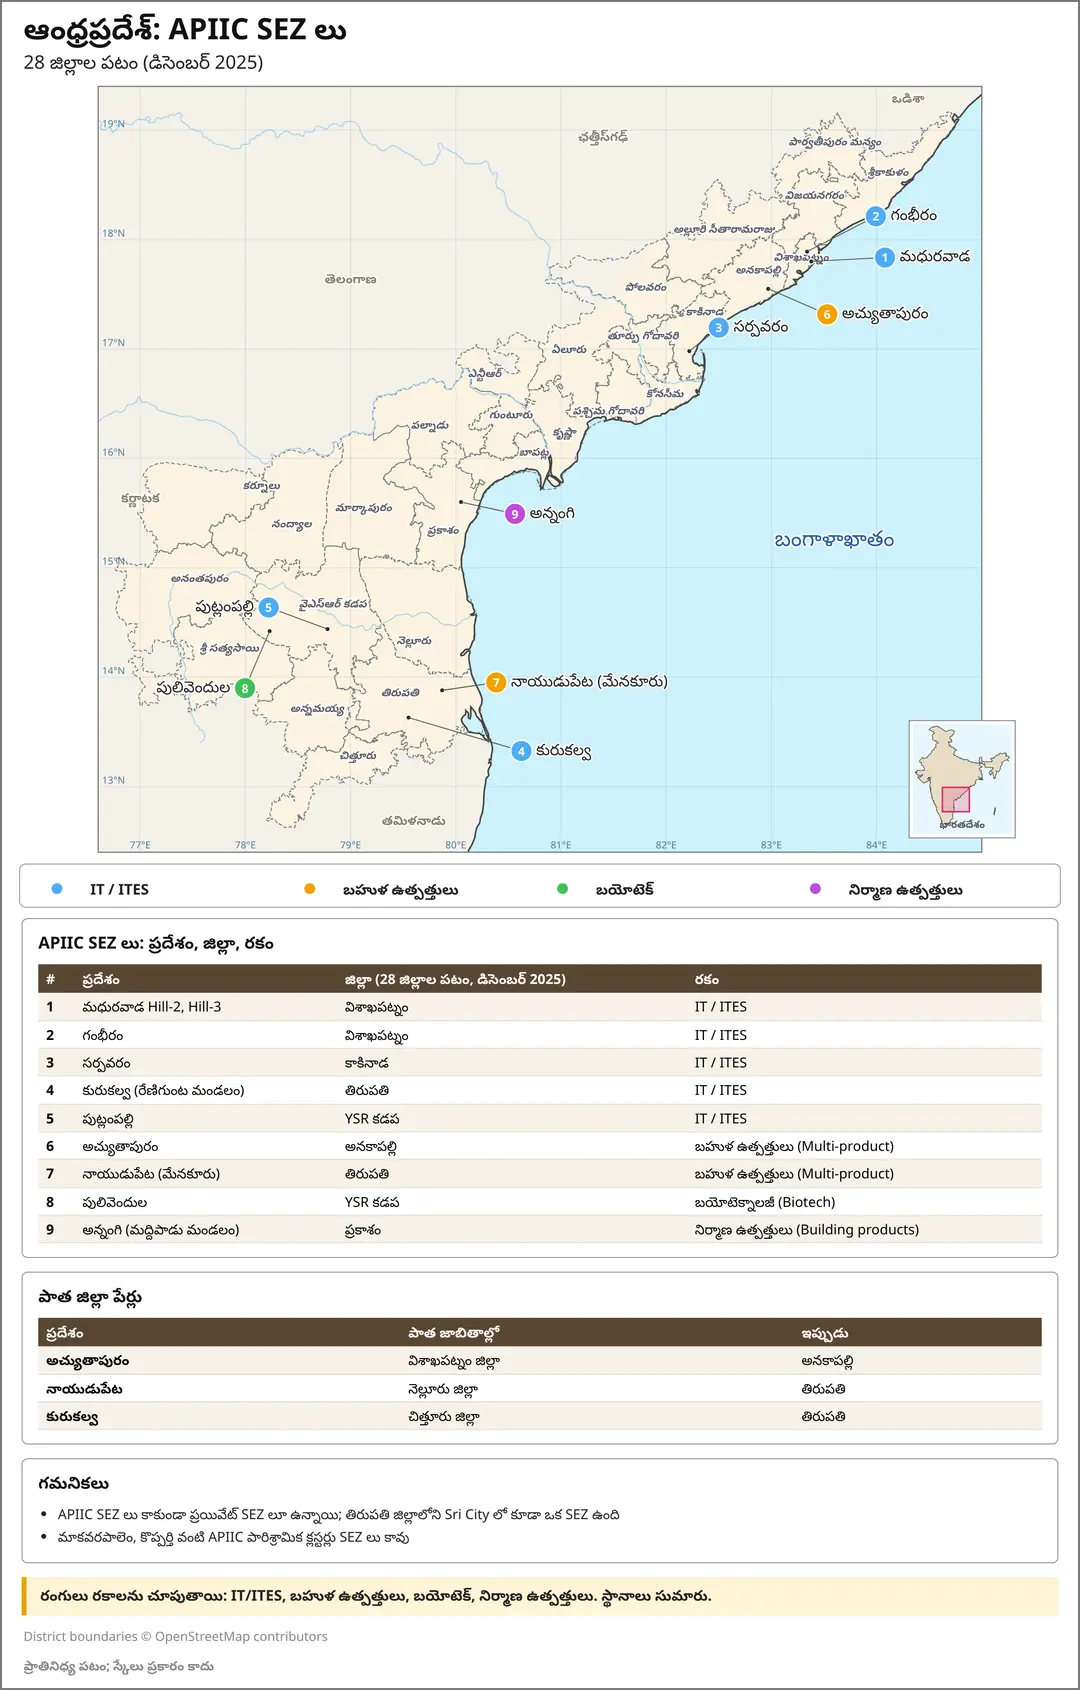 ఆంధ్రప్రదేశ్: APIIC SEZ లు
28 జిల్లాల పటం (డిసెంబర్ 2025)
ఒడిశా
19°N
ఛత్తీస్‌గఢ్
పార్వతీపురం మన్యం
శ్రీకాకుళం
విజయనగరం
2 గంభీరం
18°N
అల్లూరి సీతారామరాజు
విశాఖపట్నం
1 మధురవాడ
అనకాపల్లి
తెలంగాణ
పోలవరం
6 అచ్యుతాపురం
కాకినాడ
3 సర్పవరం
17°N
తూర్పు గోదావరి
ఏలూరు
ఎన్టీఆర్
కోనసీమ
గుంటూరు
పశ్చిమ గోదావరి
పల్నాడు
కృష్ణా
16°N
బాపట్ల
కర్నూలు
కర్ణాటక
మార్కాపురం
9 అన్నంగి
నంద్యాల
ప్రకాశం
బంగాళాఖాతం
15°N
అనంతపురం
పుట్లంపల్లి 5
వైఎస్ఆర్ కడప
శ్రీ సత్యసాయి
నెల్లూరు
14°N
పులివెందుల 8
తిరుపతి
7 నాయుడుపేట (మేనకూరు)
అన్నమయ్య
4 కురుకల్వ
చిత్తూరు
13°N
తమిళనాడు
భారతదేశం
77°E 78°E 79°E 80°E 81°E 82°E 83°E 84°E
IT / ITES బహుళ ఉత్పత్తులు బయోటెక్ నిర్మాణ ఉత్పత్తులు
APIIC SEZ లు: ప్రదేశం, జిల్లా, రకం
# ప్రదేశం జిల్లా (28 జిల్లాల పటం, డిసెంబర్ 2025) రకం
1 మధురవాడ Hill-2, Hill-3 విశాఖపట్నం IT / ITES
2 గంభీరం విశాఖపట్నం IT / ITES
3 సర్పవరం కాకినాడ IT / ITES
4 కురుకల్వ (రేణిగుంట మండలం) తిరుపతి IT / ITES
5 పుట్లంపల్లి YSR కడప IT / ITES
6 అచ్యుతాపురం అనకాపల్లి బహుళ ఉత్పత్తులు (Multi-product)
7 నాయుడుపేట (మేనకూరు) తిరుపతి బహుళ ఉత్పత్తులు (Multi-product)
8 పులివెందుల YSR కడప బయోటెక్నాలజీ (Biotech)
9 అన్నంగి (మద్దిపాడు మండలం) ప్రకాశం నిర్మాణ ఉత్పత్తులు (Building products)
పాత జిల్లా పేర్లు
ప్రదేశం పాత జాబితాల్లో ఇప్పుడు
అచ్యుతాపురం విశాఖపట్నం జిల్లా అనకాపల్లి
నాయుడుపేట నెల్లూరు జిల్లా తిరుపతి
కురుకల్వ చిత్తూరు జిల్లా తిరుపతి
గమనికలు
• APIIC SEZ లు కాకుండా ప్రయివేట్ SEZ లూ ఉన్నాయి; తిరుపతి జిల్లాలోని Sri City లో కూడా ఒక SEZ ఉంది
• మాకవరపాలెం, కొప్పర్తి వంటి APIIC పారిశ్రామిక క్లస్టర్లు SEZ లు కావు
రంగులు రకాలను చూపుతాయి: IT/ITES, బహుళ ఉత్పత్తులు, బయోటెక్, నిర్మాణ ఉత్పత్తులు. స్థానాలు సుమారు.
District boundaries © OpenStreetMap contributors
ప్రాతినిధ్య పటం; స్కేలు ప్రకారం కాదు